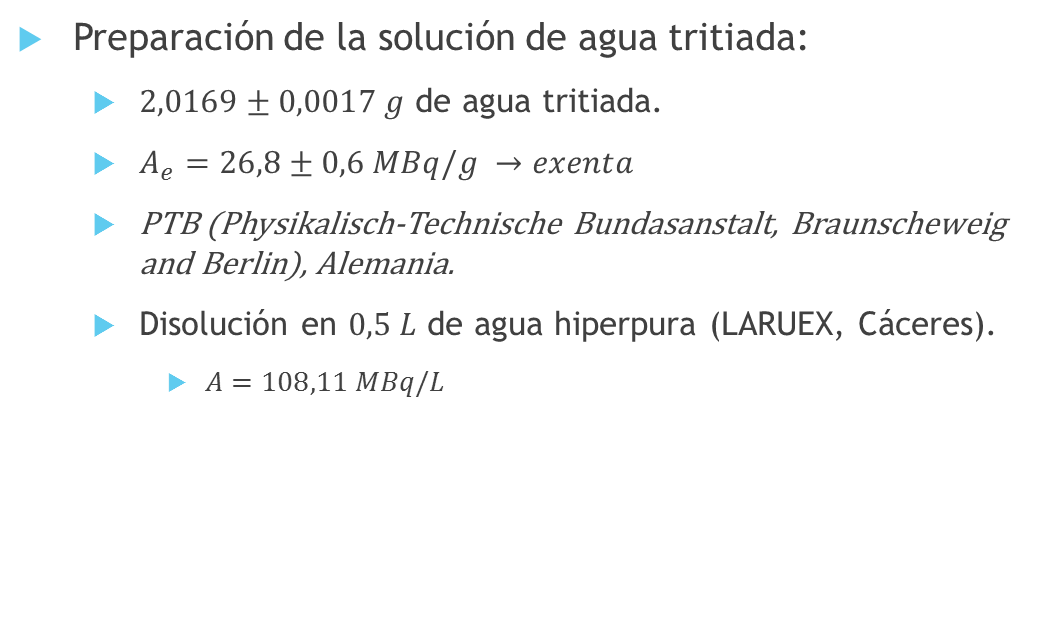 Preparación de la solución de agua tritiada:
2,0169 ± 0,0017 g de agua tritiada.
Aₑ = 26,8 ± 0,6 MBq/g → exenta
PTB (Physikalisch-Technische Bundasanstalt, Braunscheweig
and Berlin), Alemania.
Disolución en 0,5 L de agua hiperpura (LARUEX, Cáceres).
A = 108,11 MBq/L